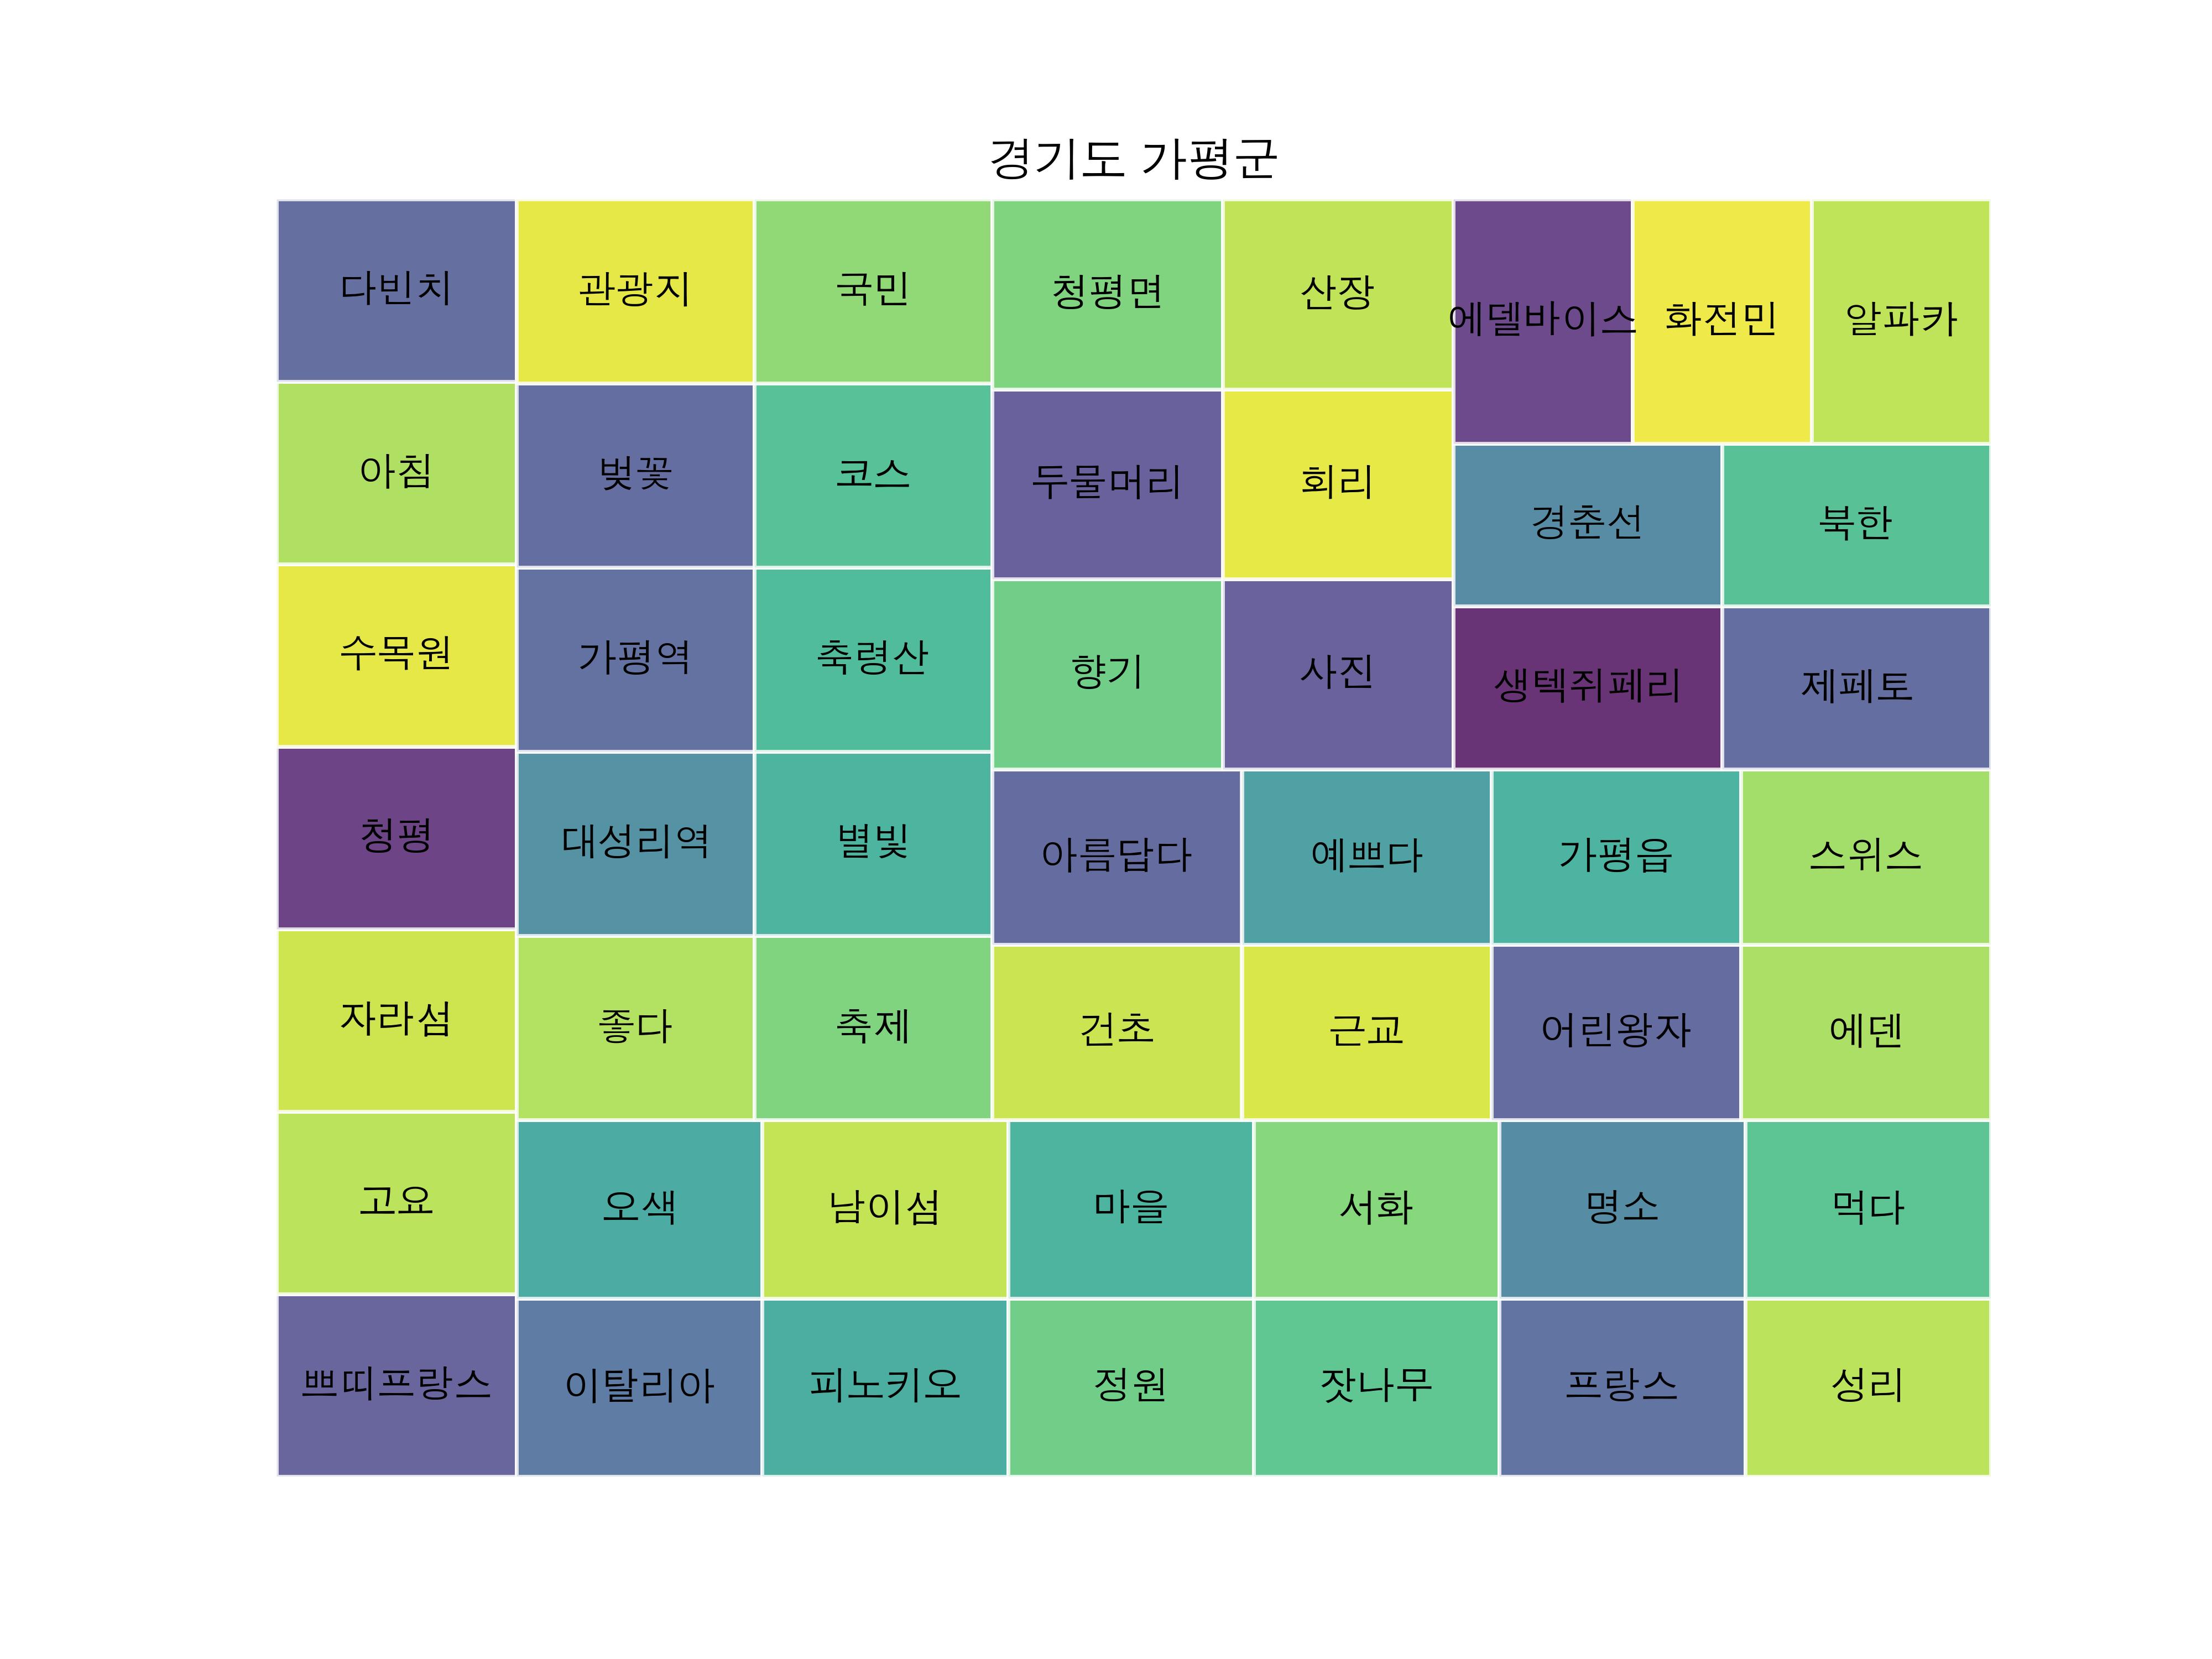 경기도 가평군
다빈치 관광지 국민 청평면 산장 에델바이스 화전민 알파카
아침 벚꽃 코스 두물머리 회리 경춘선 북한
수목원 가평역 축령산 향기 사진 생텍쥐페리 제페토
청평 대성리역 별빛 아름답다 예쁘다 가평읍 스위스
자라섬 좋다 축제 건초 근교 어린왕자 에덴
고요 오색 남이섬 마을 서화 명소 먹다
쁘띠프랑스 이탈리아 피노키오 정원 잣나무 프랑스 성리